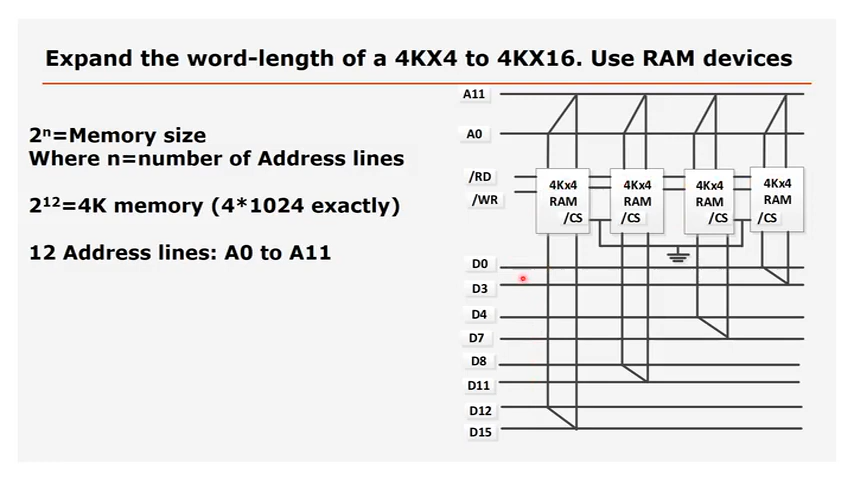 Expand the word-length of a 4KX4 to 4KX16. Use RAM devices
2ⁿ=Memory size
Where n=number of Address lines
2¹²=4K memory (4*1024 exactly)
12 Address lines: A0 to A11
A11
A0
/RD
/WR
4Kx4
RAM
/CS
4Kx4
RAM
/CS
4Kx4
RAM
/CS
4Kx4
RAM
/CS
D0
D3
D4
D7
D8
D11
D12
D15